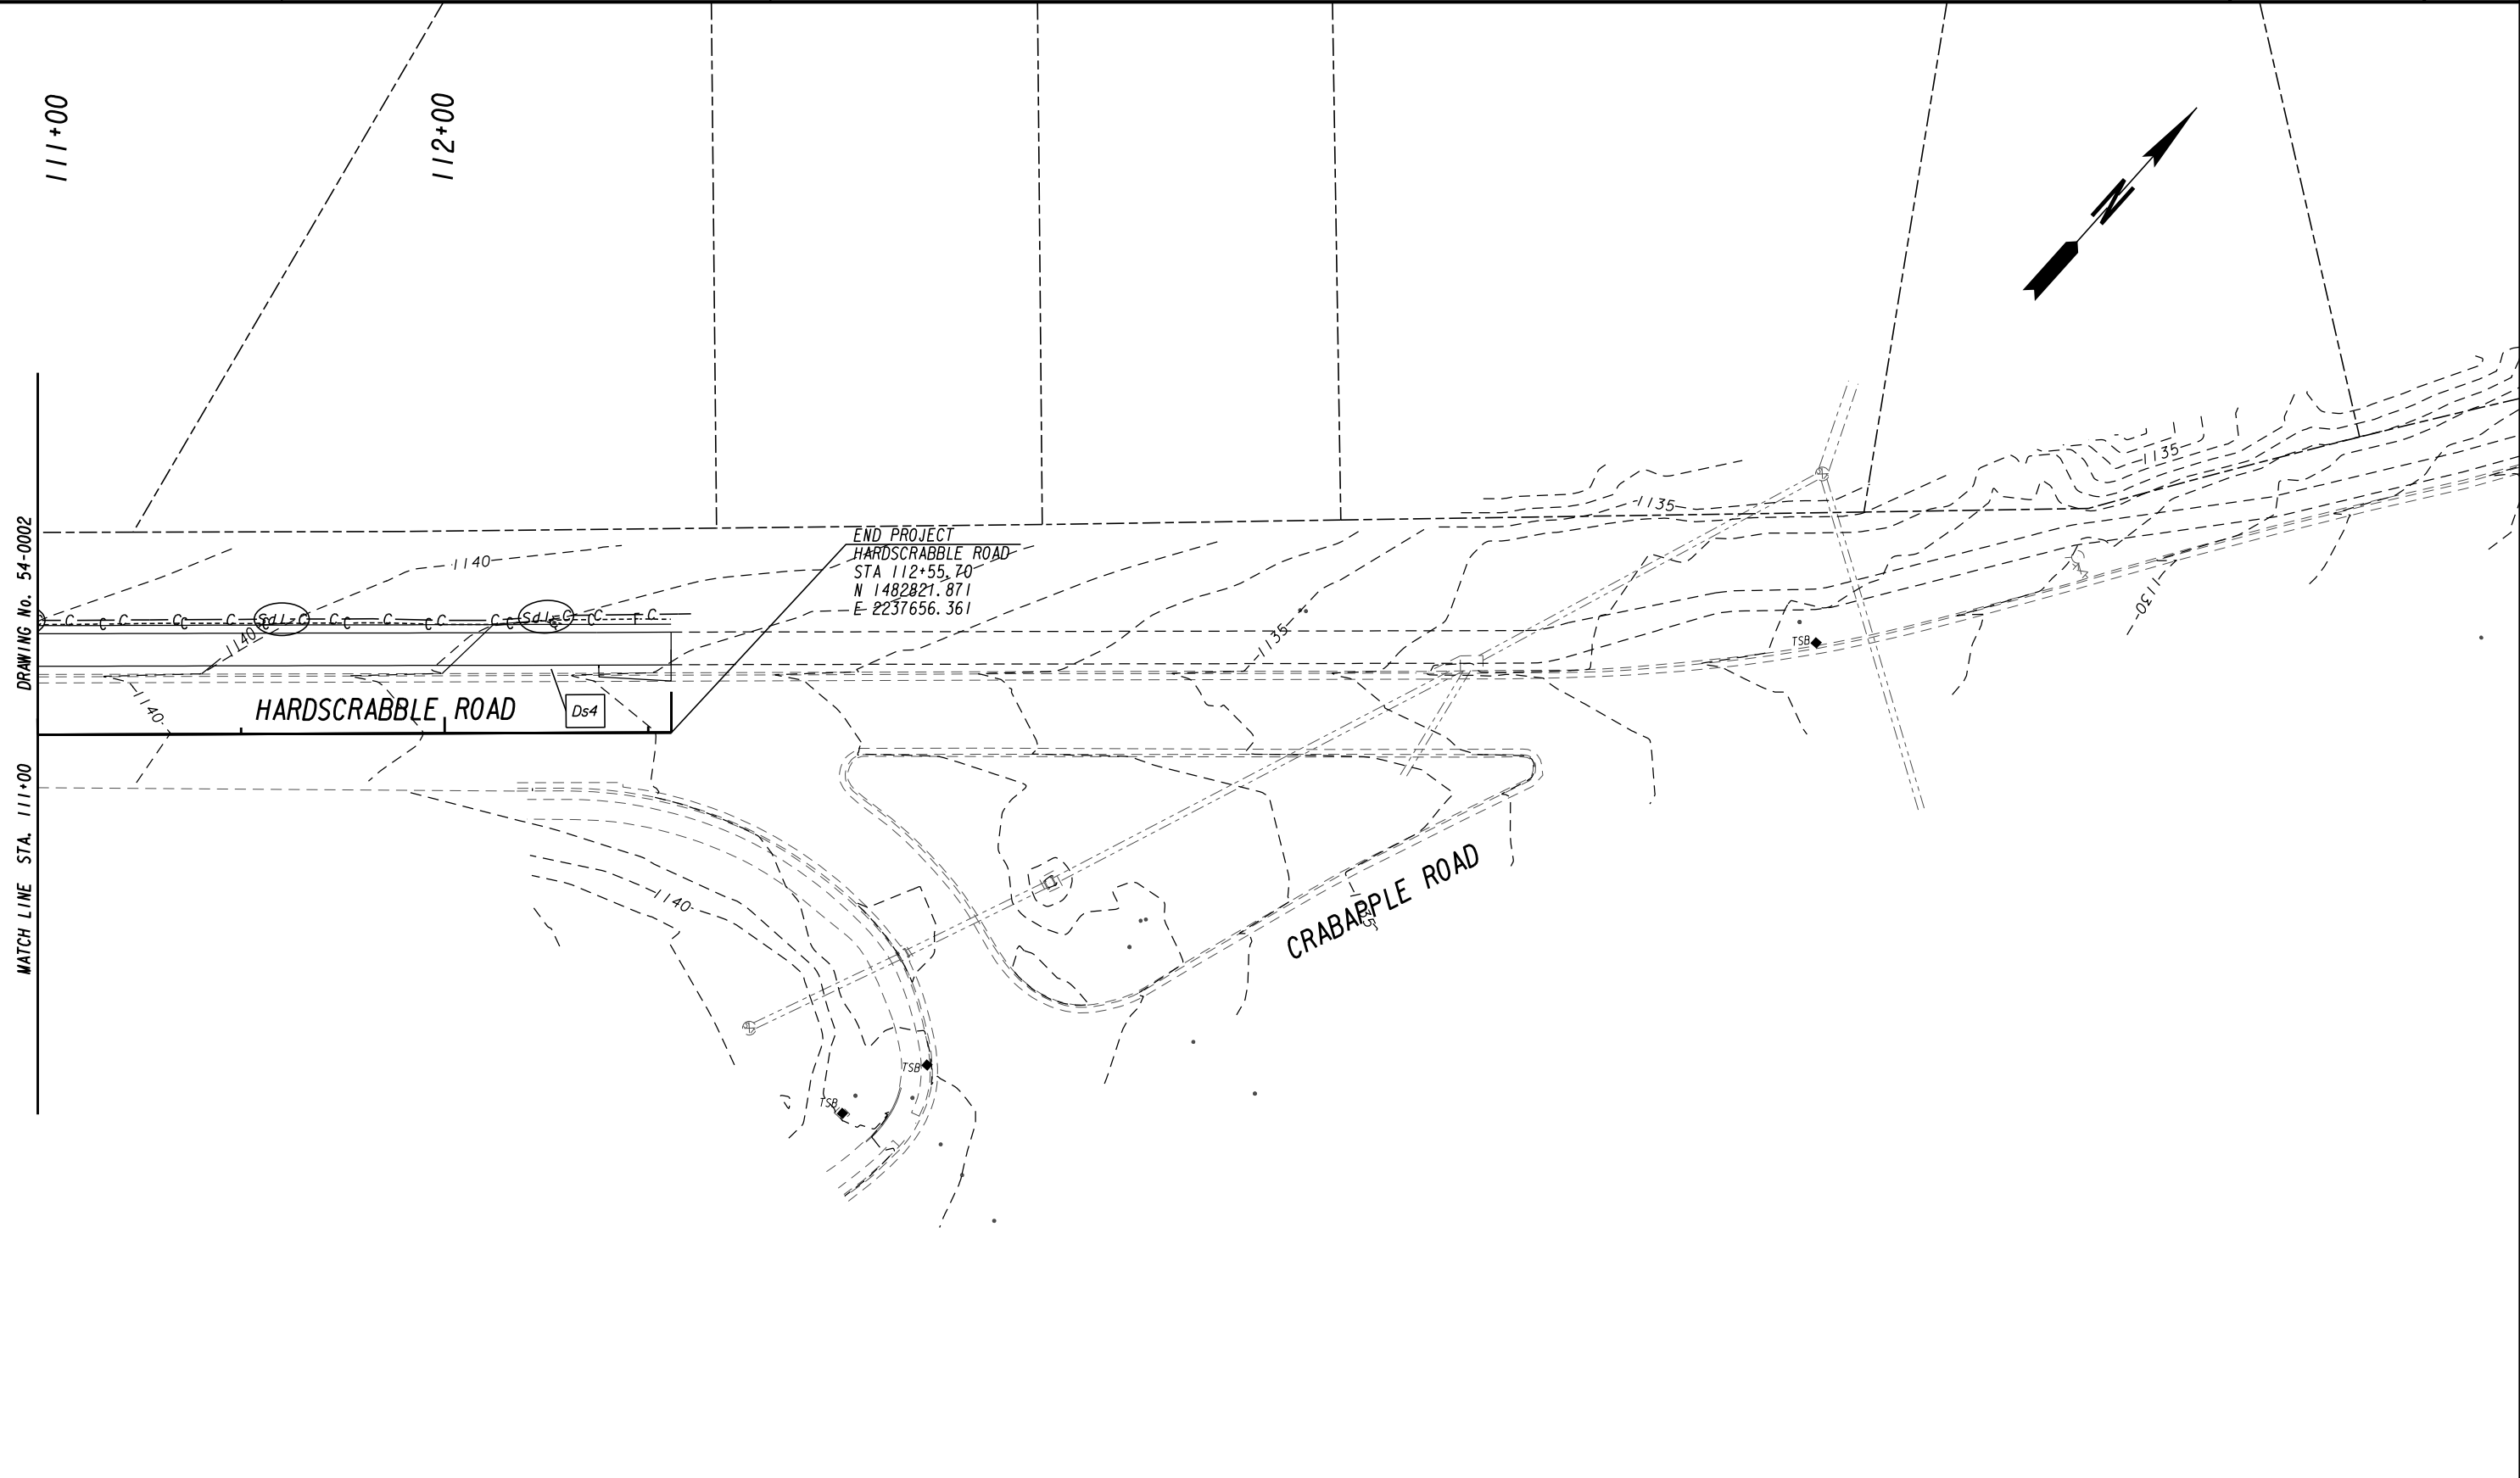 111+00
112+00
N
1135
1135
END PROJECT
HARDSCRABBLE ROAD
STA 112+55.70
N 1482821.871
E 2237656.361
1140
C C C C C C C C C C
Sd1-C
Sd1-C
1140
1135
1130
TSB
1140
HARDSCRABBLE ROAD
Ds4
MATCH LINE STA. 111+00 DRAWING No. 54-0002
1140
CRABAPPLE ROAD
TSB
TSB